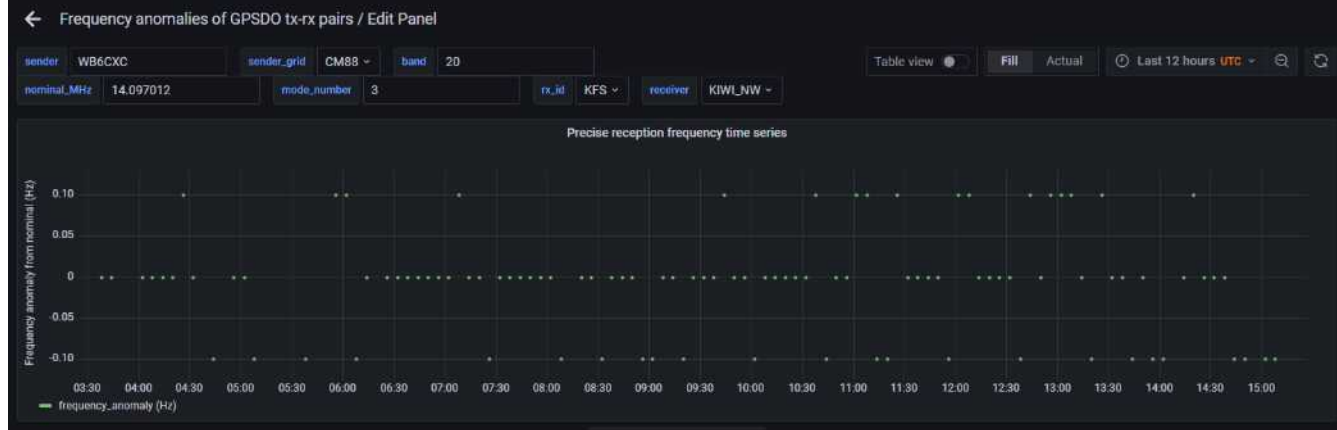 Frequency anomalies of GPSDO tx-rx pairs / Edit Panel
sender WB6CXC sender_grid CM88 band 20 Table view Fill Actual Last 12 hours UTC
nominal_MHz 14.097012 mode_number 3 rx_id KFS receiver KIWI_NW
Precise reception frequency time series
Frequency anomaly from nominal (Hz)
0.10
0.05
0
-0.05
-0.10
03:30 04:00 04:30 05:00 05:30 06:00 06:30 07:00 07:30 08:00 08:30 09:00 09:30 10:00 10:30 11:00 11:30 12:00 12:30 13:00 13:30 14:00 14:30 15:00
frequency_anomaly (Hz)